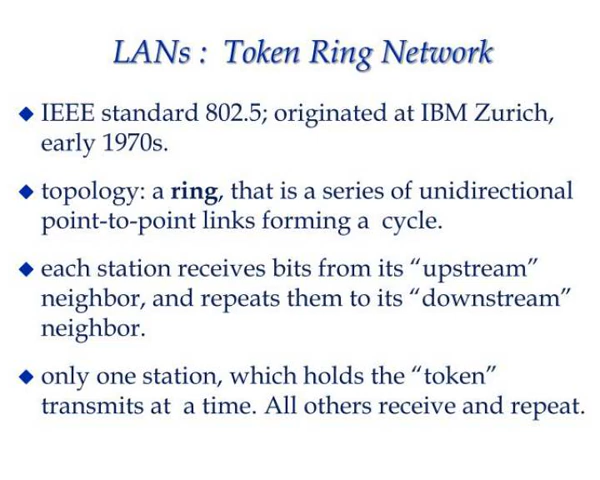 LANs : Token Ring Network
◆ IEEE standard 802.5; originated at IBM Zurich,
early 1970s.
◆ topology: a ring, that is a series of unidirectional
point-to-point links forming a cycle.
◆ each station receives bits from its “upstream”
neighbor, and repeats them to its “downstream”
neighbor.
◆ only one station, which holds the “token”
transmits at a time. All others receive and repeat.